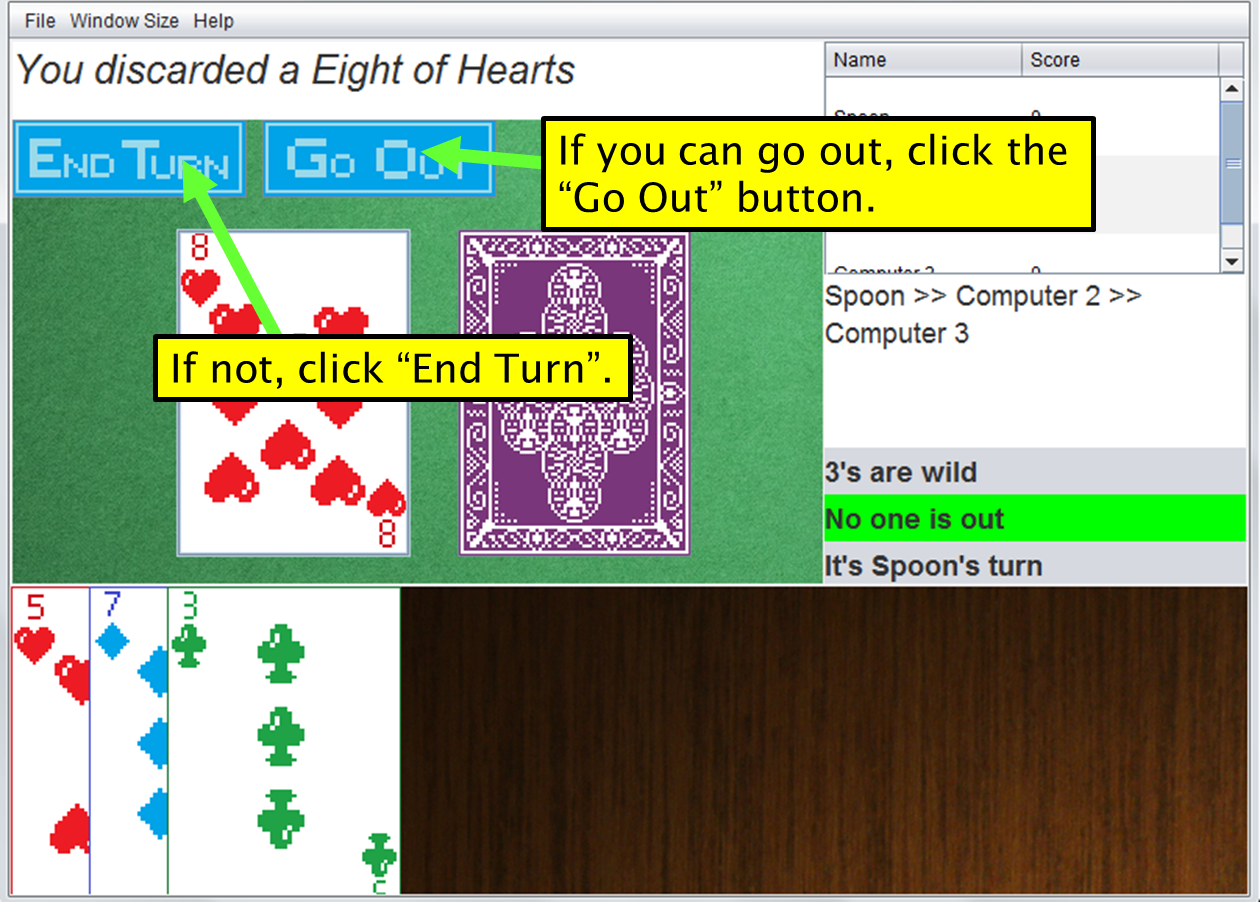 File Window Size Help
You discarded a Eight of Hearts
Name Score
Spoon 0
END TURN
GO OUT
If you can go out, click the
“Go Out” button.
Computer 3 0
8
Spoon >> Computer 2 >>
Computer 3
If not, click “End Turn”.
8
3's are wild
No one is out
It's Spoon's turn
5
7
3